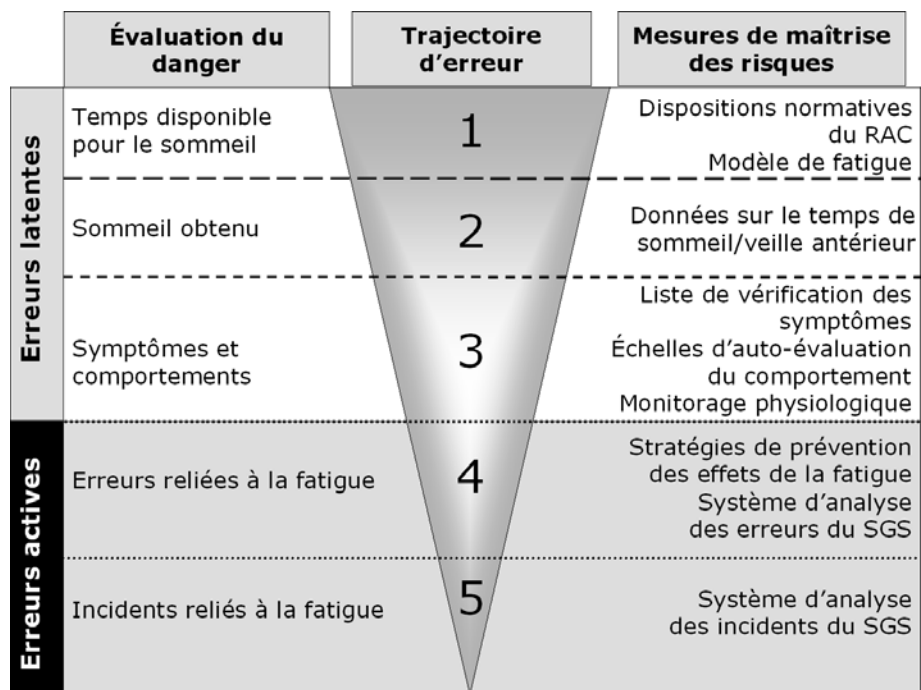 Évaluation du
danger
Trajectoire
d'erreur
Mesures de maîtrise
des risques
Erreurs latentes
Temps disponible
pour le sommeil
1
Dispositions normatives
du RAC
Modèle de fatigue
Sommeil obtenu
2
Données sur le temps de
sommeil/veille antérieur
Symptômes et
comportements
3
Liste de vérification des
symptômes
Échelles d'auto-évaluation
du comportement
Monitorage physiologique
Erreurs actives
Erreurs reliées à la fatigue
4
Stratégies de prévention
des effets de la fatigue
Système d'analyse
des erreurs du SGS
Incidents reliés à la fatigue
5
Système d'analyse
des incidents du SGS